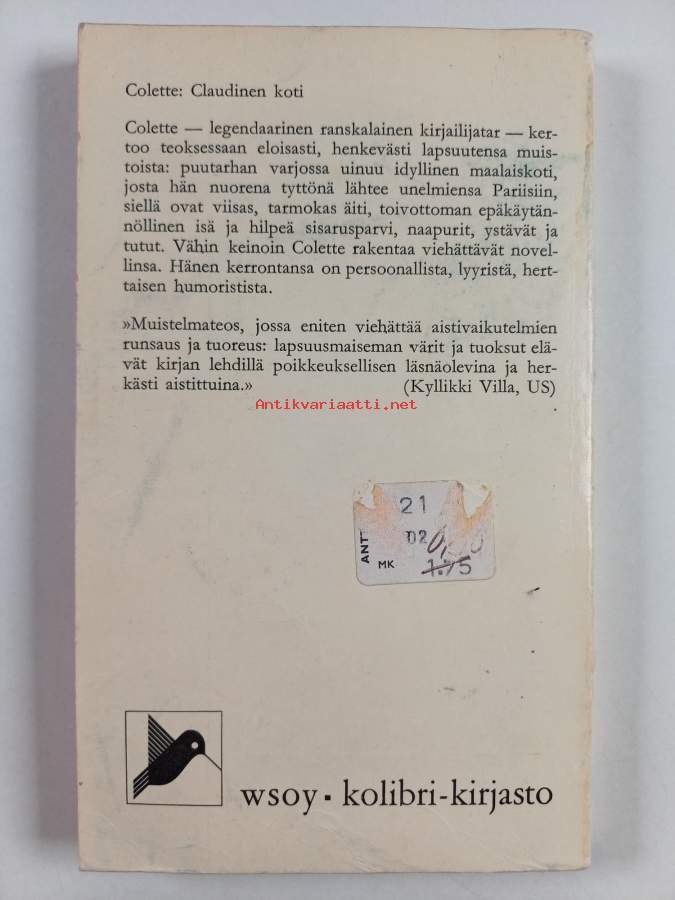 Colette: Claudinen koti
Colette — legendaarinen ranskalainen kirjailijatar — ker-
too teoksessaan eloisasti, henkevästi lapsuutensa muis-
toista: puutarhan varjossa uinuu idyllinen maalaiskoti,
josta hän nuorena tyttönä lähtee unelmiensa Pariisiin,
siellä ovat viisas, tarmokas äiti, toivottoman epäkäytän-
nöllinen isä ja hilpeä sisarusparvi, naapurit, ystävät ja
tutut. Vähin keinoin Colette rakentaa viehättävät novel-
linsa. Hänen kerrontansa on persoonallista, lyyristä, hert-
taisen humoristista.
»Muistelmateos, jossa eniten viehättää aistivaikutelmien
runsaus ja tuoreus: lapsuusmaiseman värit ja tuoksut elä-
vät kirjan lehdillä poikkeuksellisen läsnäolevina ja her-
kästi aistittuina.» (Kyllikki Villa, US)
Antikvariaatti.net
21
02
ANT
MK 1.75
wsoy ▪ kolibri-kirjasto